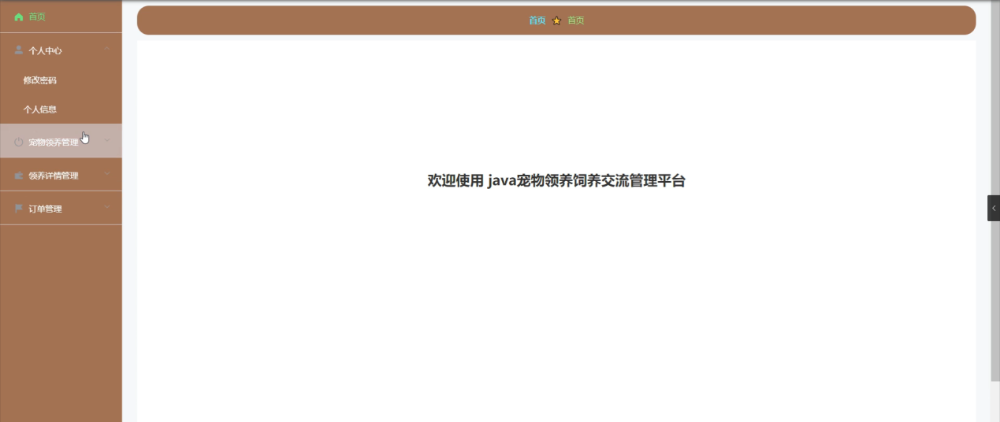 首页
个人中心
修改密码
个人信息
宠物领养管理
领养详情管理
订单管理
首页 首页
欢迎使用 java宠物领养饲养交流管理平台